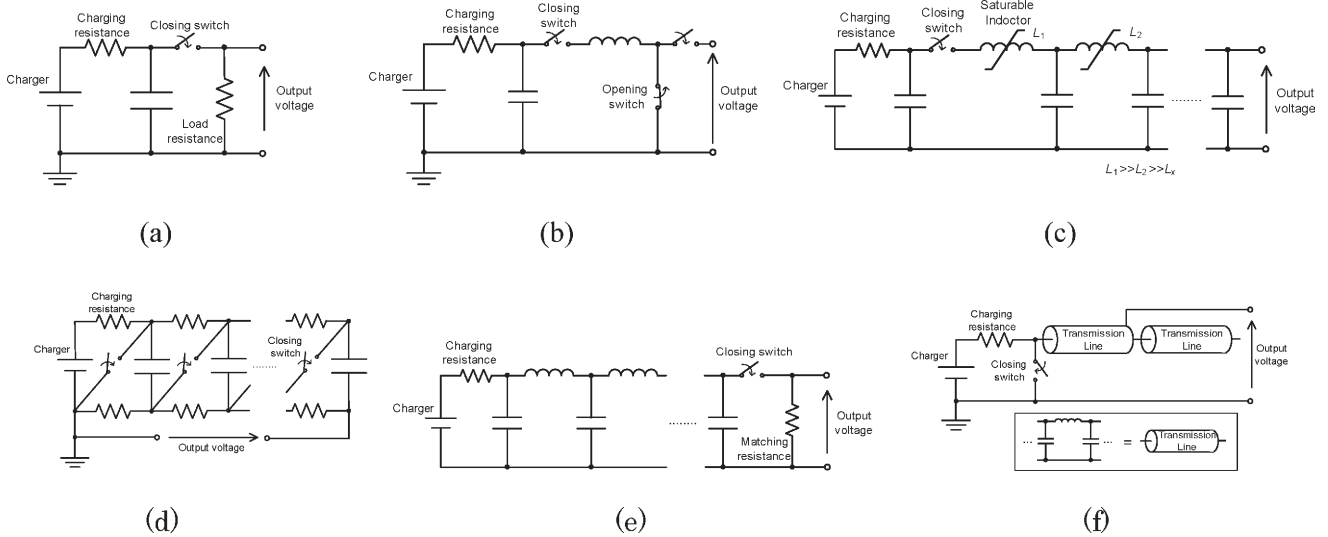 Charging
resistance
Closing switch
Charger
Load
resistance
Output
voltage
(a)
Charging
resistance
Closing
switch
Charger
Opening
switch
Output
voltage
(b)
Charging
resistance
Closing
switch
Saturable
Indoctor
L1
L2
Charger
........
Output
voltage
L1>>L2>>Lx
(c)
Charging
resistance
Charger
Closing
switch
........
Output voltage
(d)
Charging
resistance
Closing switch
Charger
........
Matching
resistance
Output
voltage
(e)
Charging
resistance
Transmission
Line
Transmission
Line
Charger
Closing
switch
Output
voltage
... ... = Transmission
Line
(f)